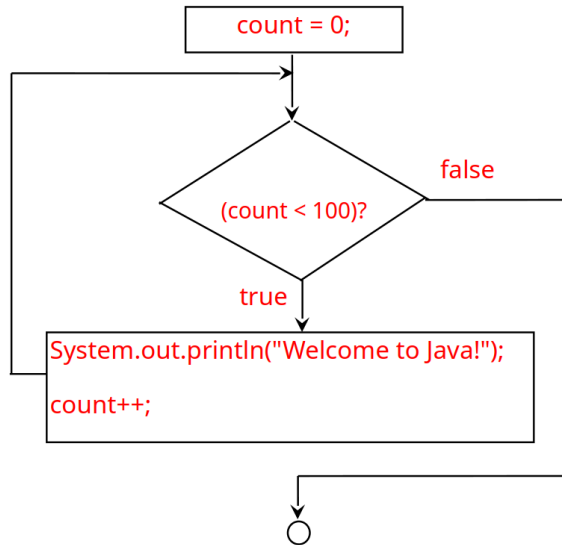 count = 0;
false
(count < 100)?
true
System.out.println("Welcome to Java!");
count++;